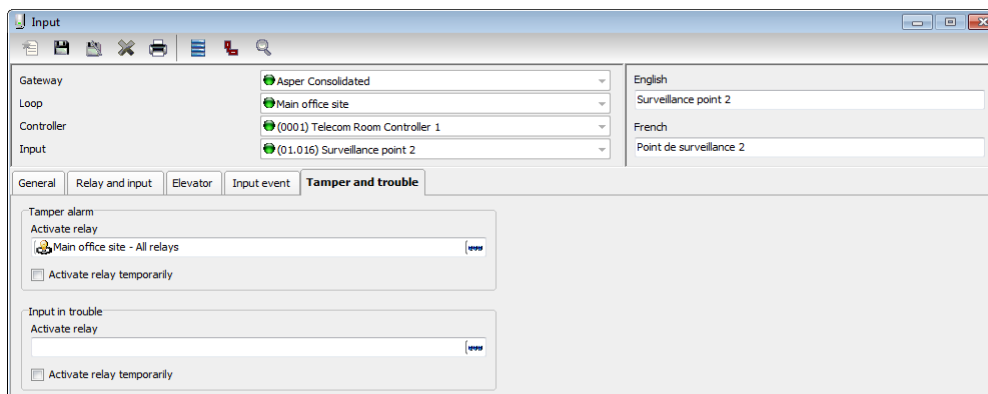 Input
Gateway
Asper Consolidated
Loop
Main office site
Controller
(0001) Telecom Room Controller 1
Input
(01.016) Surveillance point 2
English
Surveillance point 2
French
Point de surveillance 2
General Relay and input Elevator Input event Tamper and trouble
Tamper alarm
Activate relay
Main office site - All relays
Activate relay temporarily
Input in trouble
Activate relay
Activate relay temporarily